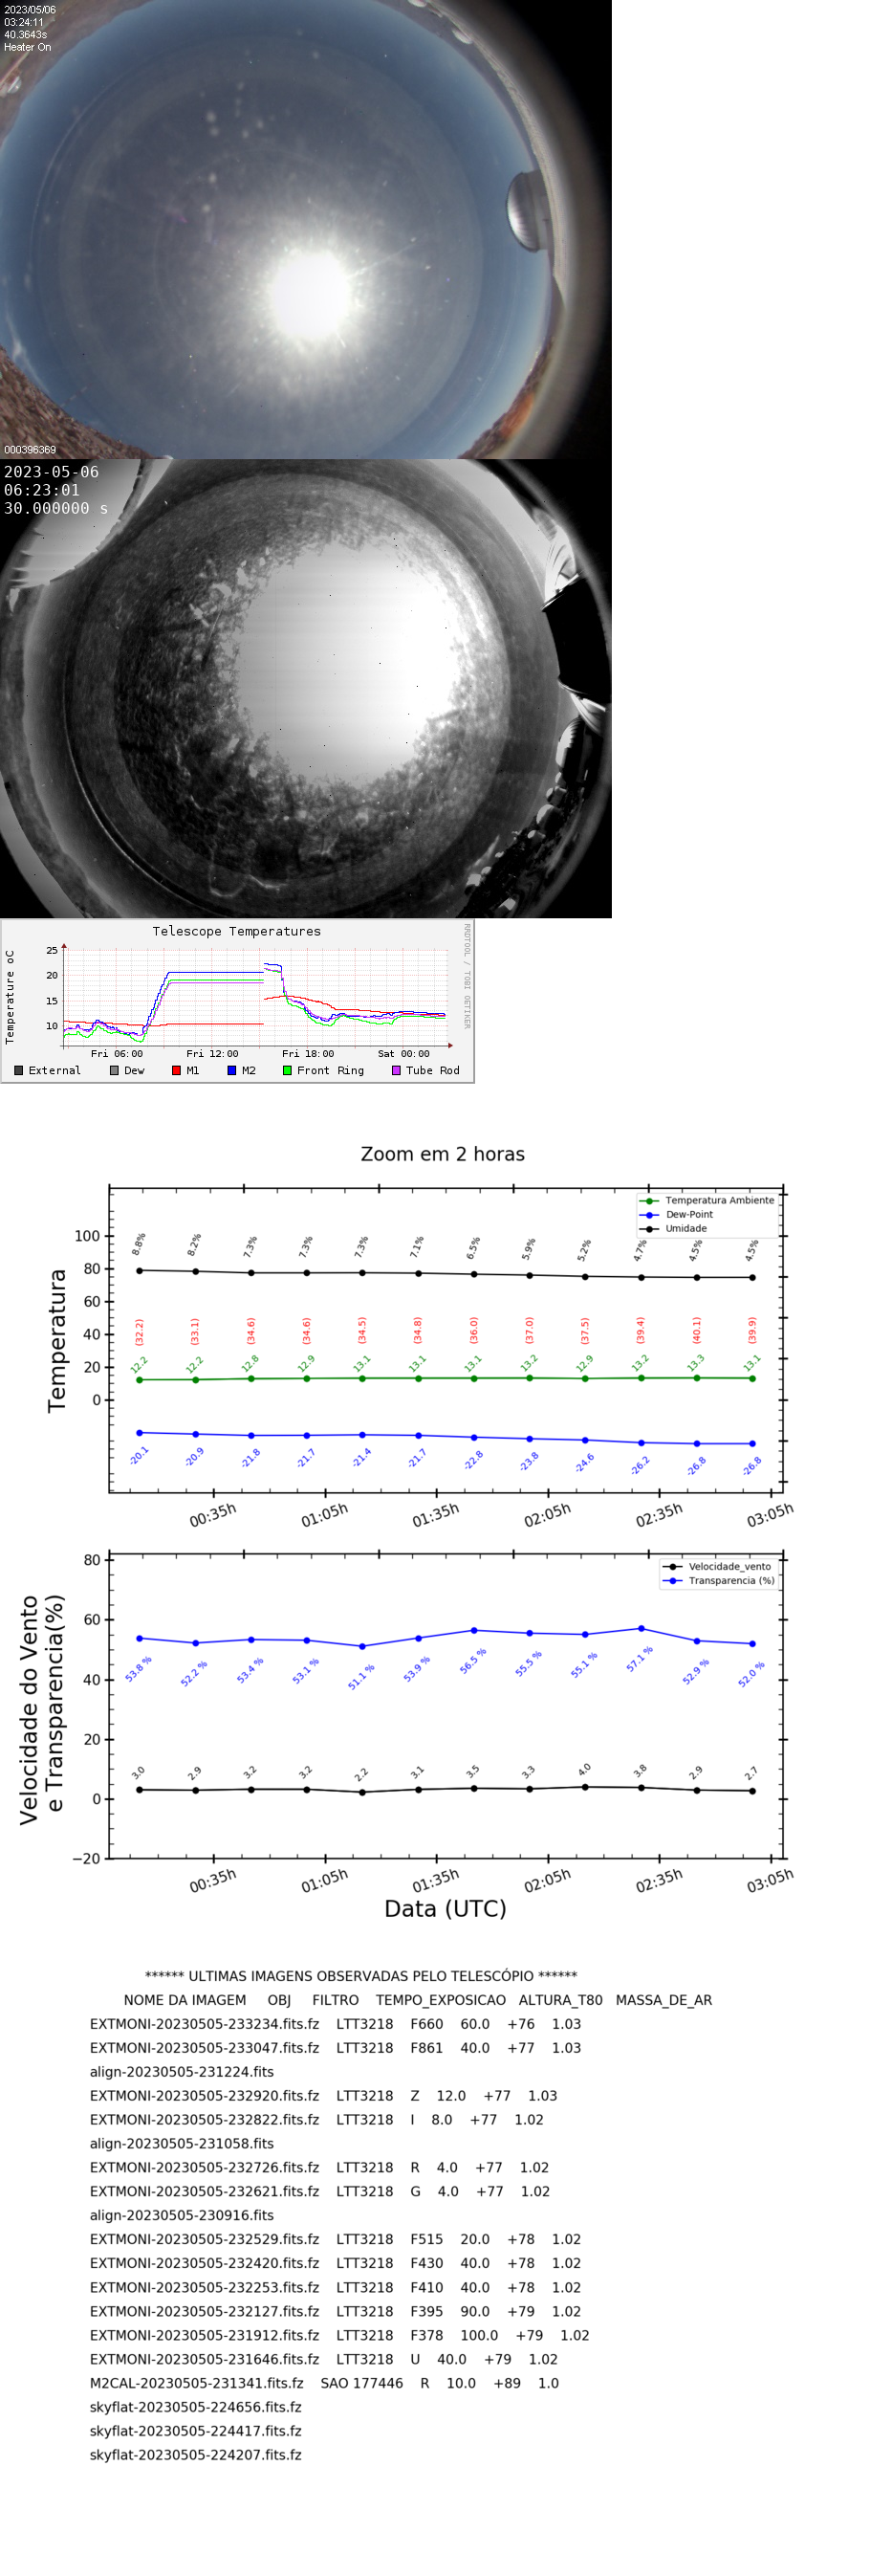 2023/05/06
03:24:11
40.3643s
Heater On
000396369
2023-05-06
06:23:01
30.000000 s
Telescope Temperatures
RRDTOOL / TOBI OETIKER
Temperature oC
25
20
15
10
Fri 06:00 Fri 12:00 Fri 18:00 Sat 00:00
External Dew M1 M2 Front Ring Tube Rod
Zoom em 2 horas
Temperatura Ambiente
Dew-Point
Umidade
Temperatura
100
80
60
40
20
0
8.8% 8.2% 7.3% 7.3% 7.3% 7.1% 6.5% 5.9% 5.2% 4.7% 4.5% 4.5%
(32.2) (33.1) (34.6) (34.6) (34.5) (34.8) (36.0) (37.0) (37.5) (39.4) (40.1) (39.9)
12.2 12.2 12.8 12.9 13.1 13.1 13.1 13.2 12.9 13.2 13.3 13.1
-20.1 -20.9 -21.8 -21.7 -21.4 -21.7 -22.8 -23.8 -24.6 -26.2 -26.8 -26.8
00:35h 01:05h 01:35h 02:05h 02:35h 03:05h
Velocidade_vento
Transparencia (%)
Velocidade do Vento
e Transparencia(%)
80
60
40
20
0
−20
53.8 % 52.2 % 53.4 % 53.1 % 51.1 % 53.9 % 56.5 % 55.5 % 55.1 % 57.1 % 52.9 % 52.0 %
3.0 2.9 3.2 3.2 2.2 3.1 3.5 3.3 4.0 3.8 2.9 2.7
00:35h 01:05h 01:35h 02:05h 02:35h 03:05h
Data (UTC)
****** ULTIMAS IMAGENS OBSERVADAS PELO TELESCÓPIO ******
NOME DA IMAGEM OBJ FILTRO TEMPO_EXPOSICAO ALTURA_T80 MASSA_DE_AR
EXTMONI-20230505-233234.fits.fz LTT3218 F660 60.0 +76 1.03
EXTMONI-20230505-233047.fits.fz LTT3218 F861 40.0 +77 1.03
align-20230505-231224.fits
EXTMONI-20230505-232920.fits.fz LTT3218 Z 12.0 +77 1.03
EXTMONI-20230505-232822.fits.fz LTT3218 I 8.0 +77 1.02
align-20230505-231058.fits
EXTMONI-20230505-232726.fits.fz LTT3218 R 4.0 +77 1.02
EXTMONI-20230505-232621.fits.fz LTT3218 G 4.0 +77 1.02
align-20230505-230916.fits
EXTMONI-20230505-232529.fits.fz LTT3218 F515 20.0 +78 1.02
EXTMONI-20230505-232420.fits.fz LTT3218 F430 40.0 +78 1.02
EXTMONI-20230505-232253.fits.fz LTT3218 F410 40.0 +78 1.02
EXTMONI-20230505-232127.fits.fz LTT3218 F395 90.0 +79 1.02
EXTMONI-20230505-231912.fits.fz LTT3218 F378 100.0 +79 1.02
EXTMONI-20230505-231646.fits.fz LTT3218 U 40.0 +79 1.02
M2CAL-20230505-231341.fits.fz SAO 177446 R 10.0 +89 1.0
skyflat-20230505-224656.fits.fz
skyflat-20230505-224417.fits.fz
skyflat-20230505-224207.fits.fz